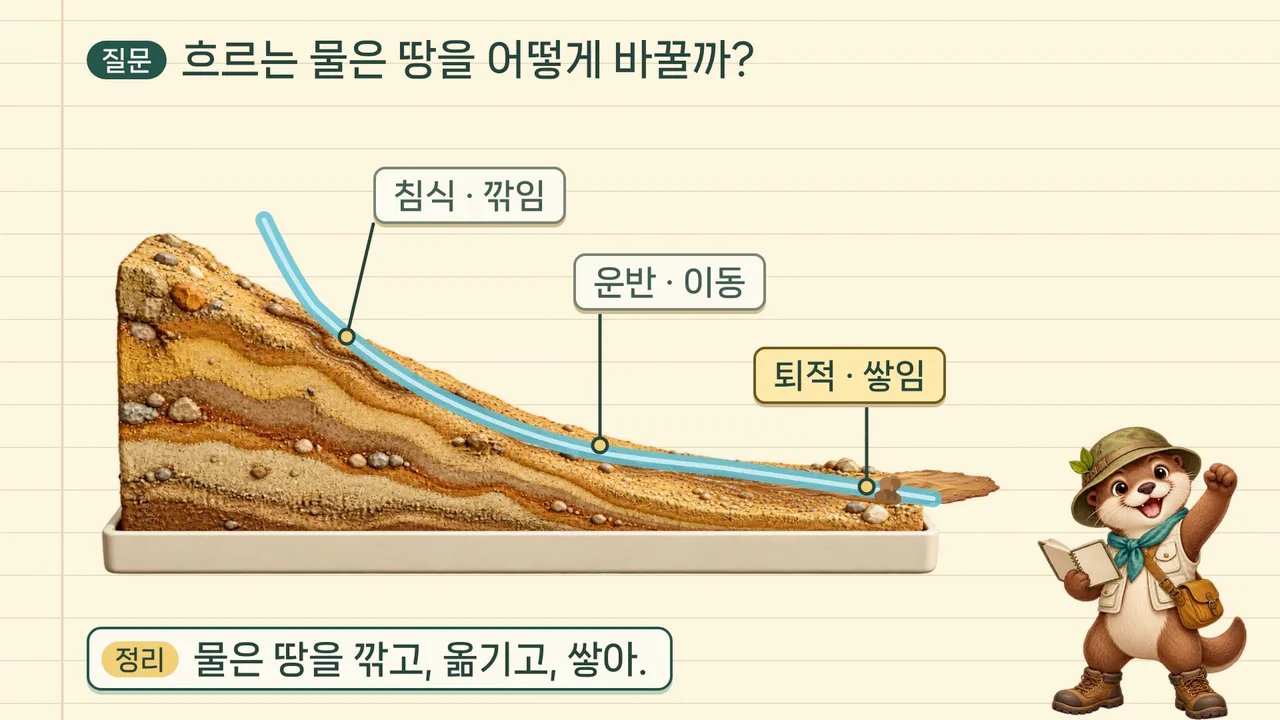 질문 흐르는 물은 땅을 어떻게 바꿀까?
침식 · 깎임
운반 · 이동
퇴적 · 쌓임
정리 물은 땅을 깎고, 옮기고, 쌓아.